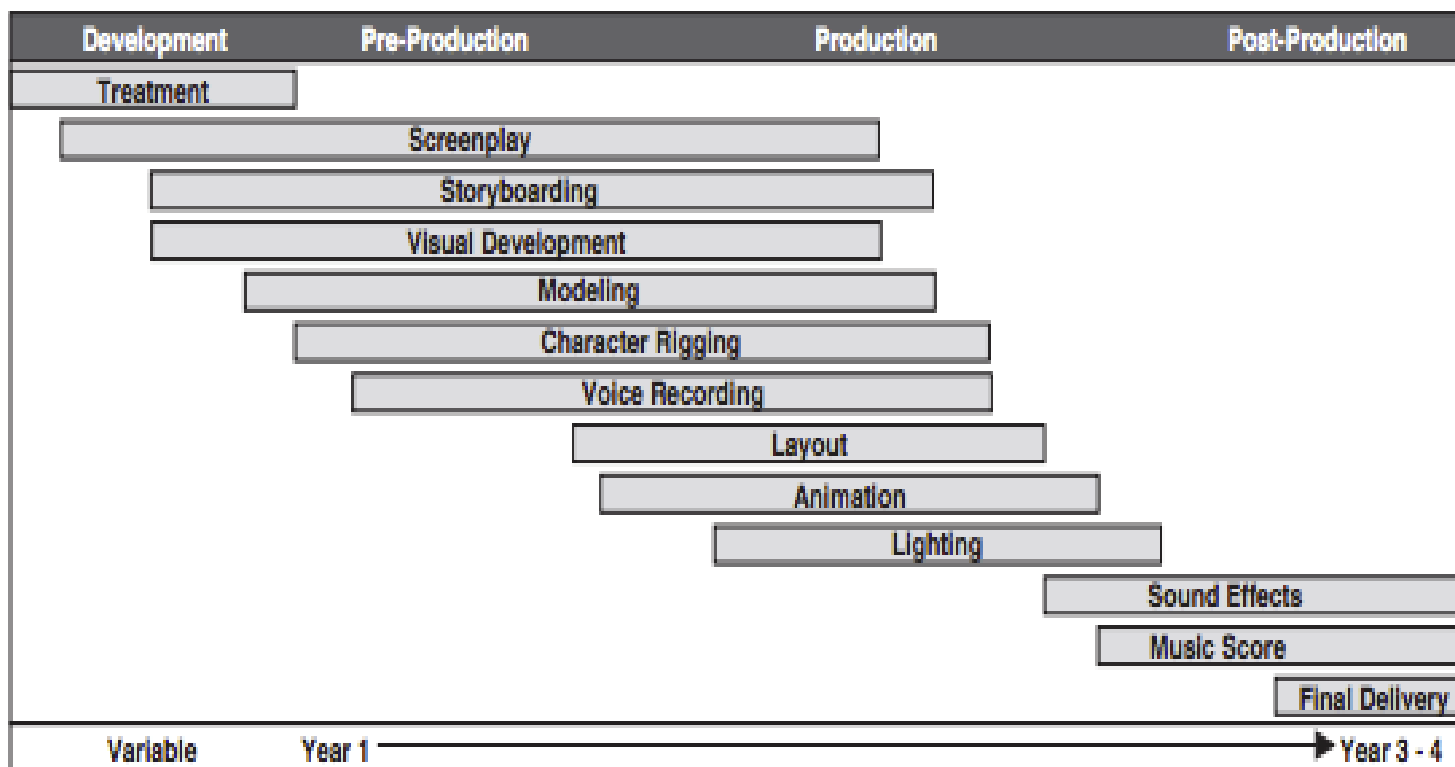 Development Pre-Production Production Post-Production
Treatment
Screenplay
Storyboarding
Visual Development
Modeling
Character Rigging
Voice Recording
Layout
Animation
Lighting
Sound Effects
Music Score
Final Delivery
Variable Year 1 Year 3 - 4